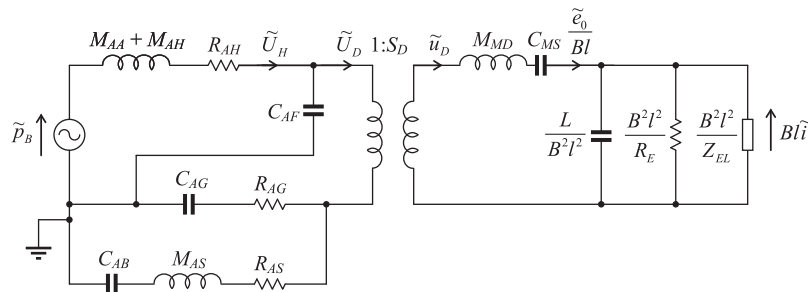 M_AA + M_AH
R_AH
Ũ_H
Ũ_D
1:S_D
ũ_D
M_MD
C_MS
ẽ_0
Bl
p̃_B
C_AF
L
B²l²
B²l²
R_E
B²l²
Z_EL
Blĩ
C_AG
R_AG
C_AB
M_AS
R_AS